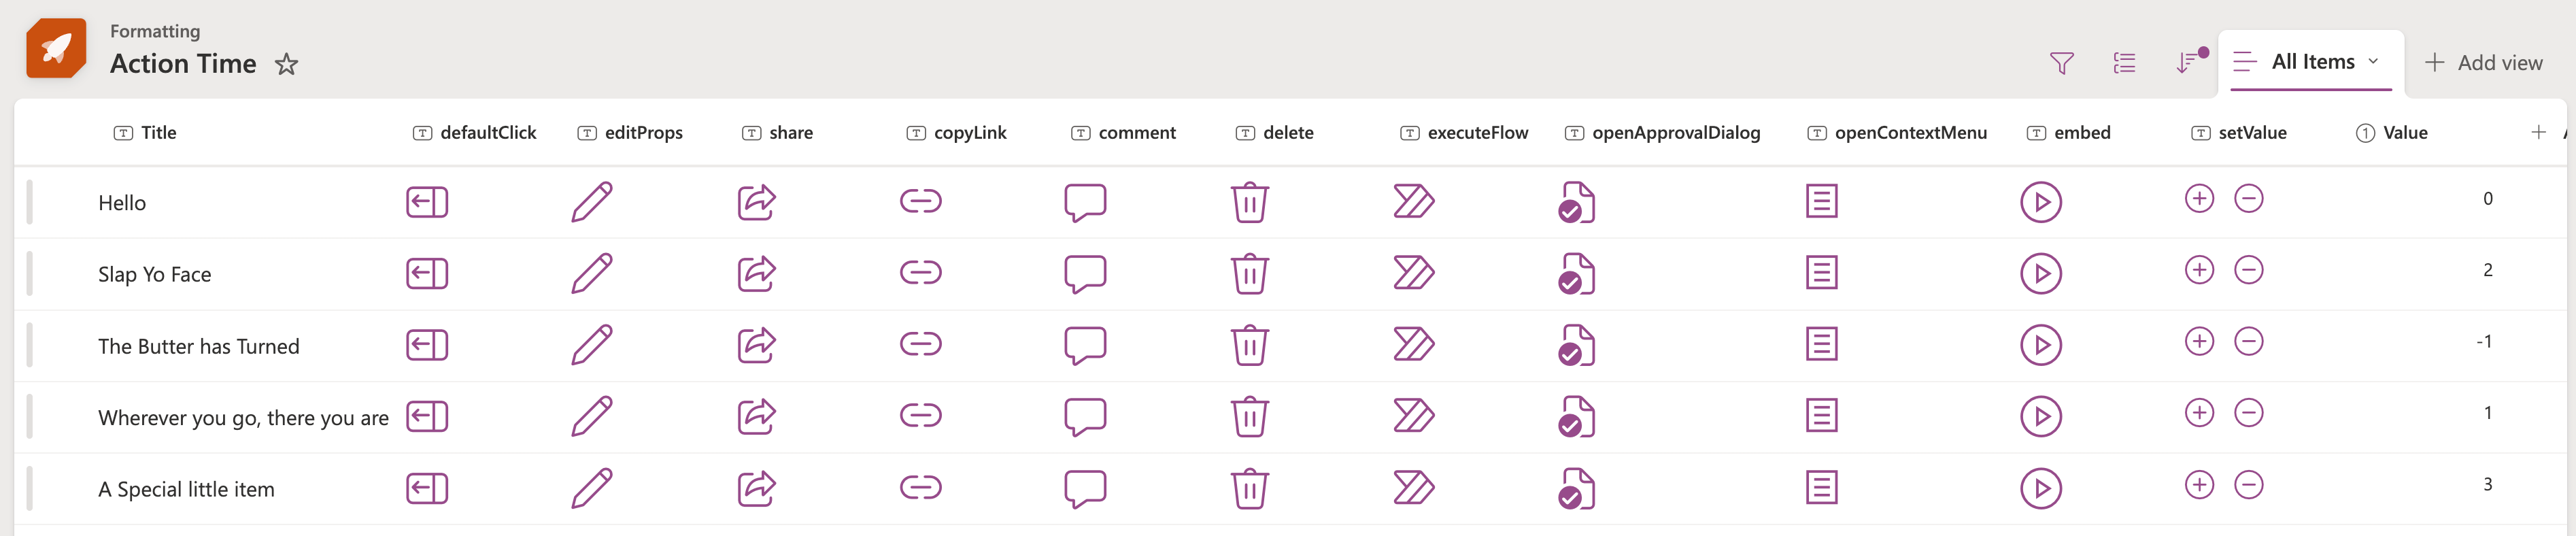 Formatting
Action Time
All Items
Add view
Title defaultClick editProps share copyLink comment delete executeFlow openApprovalDialog openContextMenu embed setValue Value
Hello 0
Slap Yo Face 2
The Butter has Turned -1
Wherever you go, there you are 1
A Special little item 3